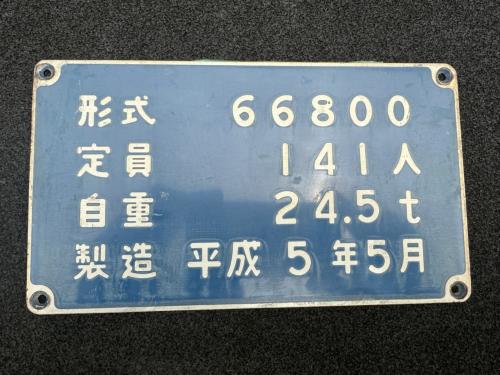 形式 66800
定員 141人
自重 24.5t
製造 平成 5年5月